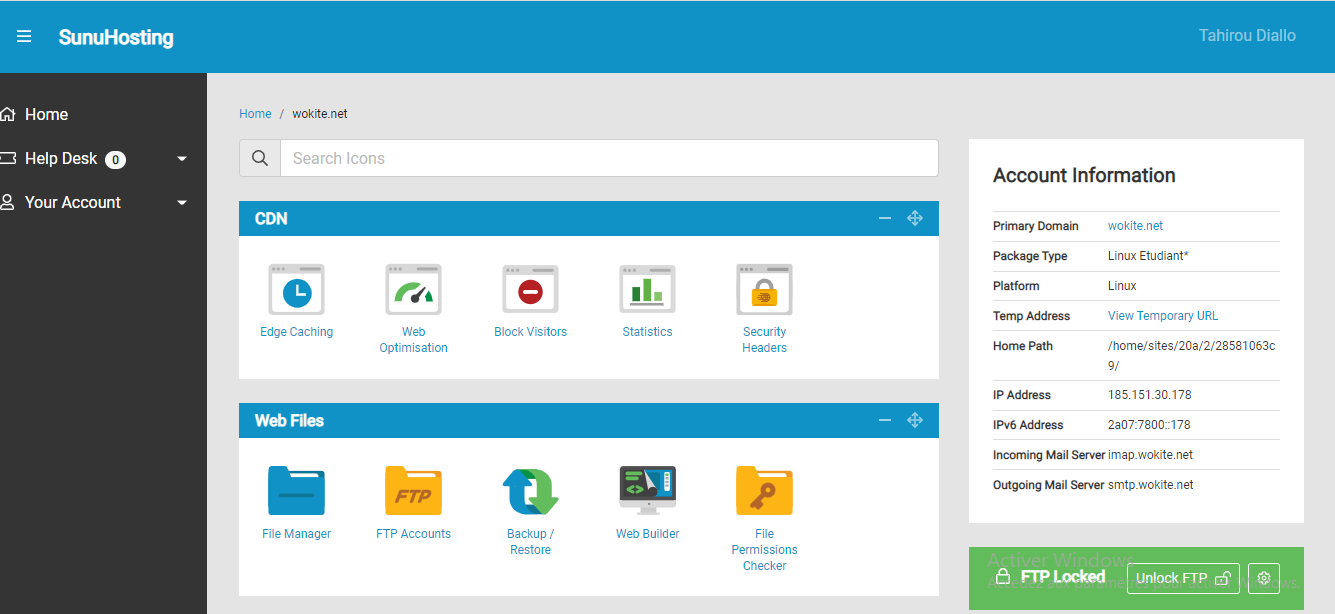 SunuHosting
Tahirou Diallo
Home
Help Desk 0
Your Account
Home / wokite.net
Search Icons
CDN
Edge Caching
Web
Optimisation
Block Visitors
Statistics
Security
Headers
Web Files
File Manager
FTP
FTP Accounts
Backup /
Restore
Web Builder
File
Permissions
Checker
Account Information
Primary Domain wokite.net
Package Type Linux Etudiant*
Platform Linux
Temp Address View Temporary URL
Home Path /home/sites/20a/2/28581063c
9/
IP Address 185.151.30.178
IPv6 Address 2a07:7800::178
Incoming Mail Server imap.wokite.net
Outgoing Mail Server smtp.wokite.net
Activer Windows
FTP Locked
Unlock FTP